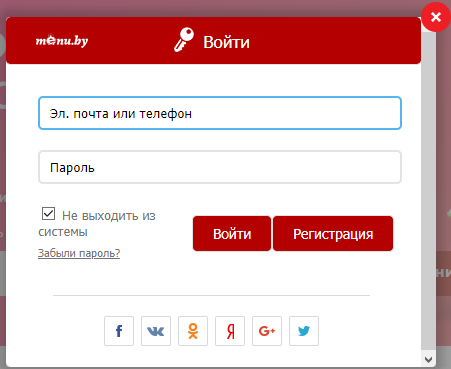 menu.by
Войти
Эл. почта или телефон
Пароль
Не выходить из
системы
Забыли пароль?
Войти
Регистрация
f
Я
G+